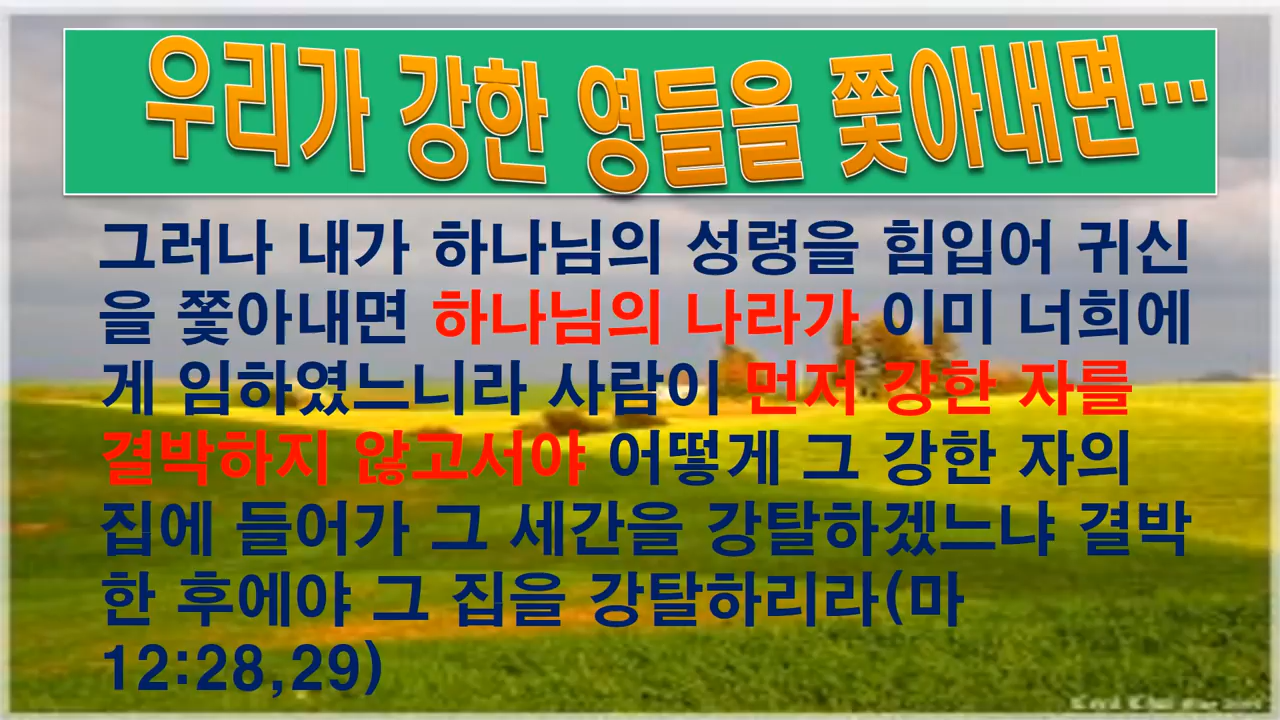 우리가 강한 영들을 쫓아내면…
그러나 내가 하나님의 성령을 힘입어 귀신
을 쫓아내면 하나님의 나라가 이미 너희에
게 임하였느니라 사람이 먼저 강한 자를
결박하지 않고서야 어떻게 그 강한 자의
집에 들어가 그 세간을 강탈하겠느냐 결박
한 후에야 그 집을 강탈하리라(마
12:28,29)